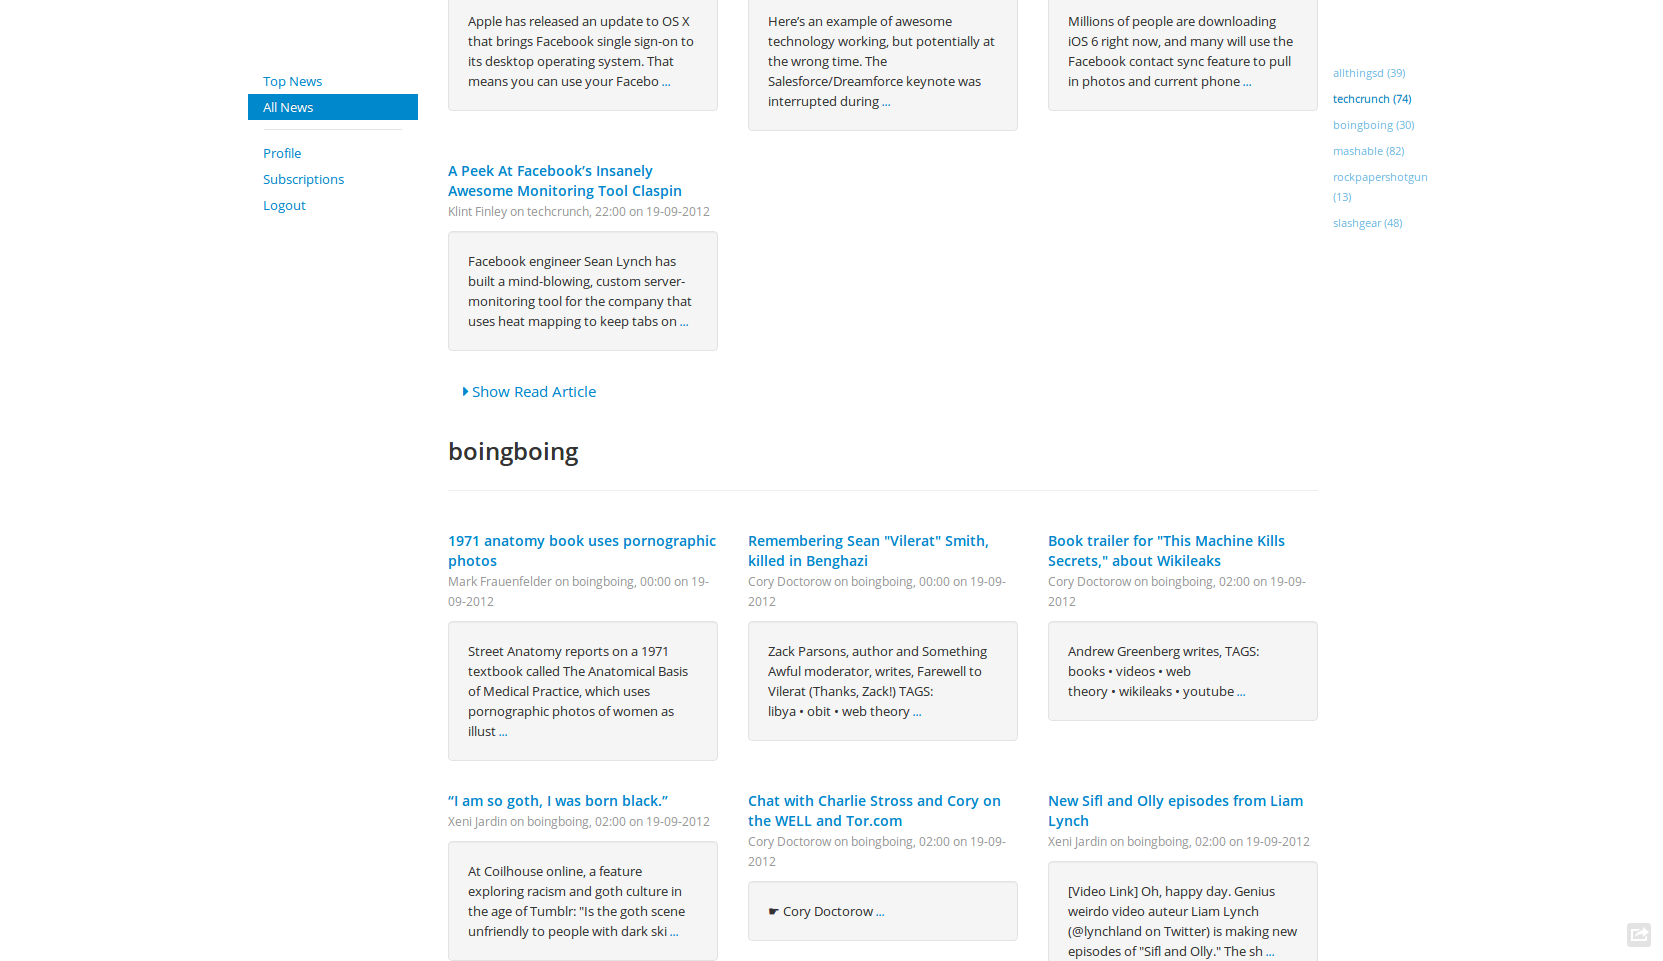 Top News
All News
Profile
Subscriptions
Logout
Apple has released an update to OS X
that brings Facebook single sign-on to
its desktop operating system. That
means you can use your Facebo ...
Here’s an example of awesome
technology working, but potentially at
the wrong time. The
Salesforce/Dreamforce keynote was
interrupted during ...
Millions of people are downloading
iOS 6 right now, and many will use the
Facebook contact sync feature to pull
in photos and current phone ...
A Peek At Facebook’s Insanely
Awesome Monitoring Tool Claspin
Klint Finley on techcrunch, 22:00 on 19-09-2012
Facebook engineer Sean Lynch has
built a mind-blowing, custom server-
monitoring tool for the company that
uses heat mapping to keep tabs on ...
Show Read Article
boingboing
1971 anatomy book uses pornographic
photos
Mark Frauenfelder on boingboing, 00:00 on 19-
09-2012
Street Anatomy reports on a 1971
textbook called The Anatomical Basis
of Medical Practice, which uses
pornographic photos of women as
illust ...
Remembering Sean "Vilerat" Smith,
killed in Benghazi
Cory Doctorow on boingboing, 00:00 on 19-09-
2012
Zack Parsons, author and Something
Awful moderator, writes, Farewell to
Vilerat (Thanks, Zack!) TAGS:
libya • obit • web theory ...
Book trailer for "This Machine Kills
Secrets," about Wikileaks
Cory Doctorow on boingboing, 02:00 on 19-09-
2012
Andrew Greenberg writes, TAGS:
books • videos • web
theory • wikileaks • youtube ...
“I am so goth, I was born black.”
Xeni Jardin on boingboing, 02:00 on 19-09-2012
At Coilhouse online, a feature
exploring racism and goth culture in
the age of Tumblr: "Is the goth scene
unfriendly to people with dark ski ...
Chat with Charlie Stross and Cory on
the WELL and Tor.com
Cory Doctorow on boingboing, 02:00 on 19-09-
2012
☛ Cory Doctorow ...
New Sifl and Olly episodes from Liam
Lynch
Xeni Jardin on boingboing, 02:00 on 19-09-2012
[Video Link] Oh, happy day. Genius
weirdo video auteur Liam Lynch
(@lynchland on Twitter) is making new
episodes of "Sifl and Olly." The sh ...
allthingsd (39)
techcrunch (74)
boingboing (30)
mashable (82)
rockpapershotgun
(13)
slashgear (48)